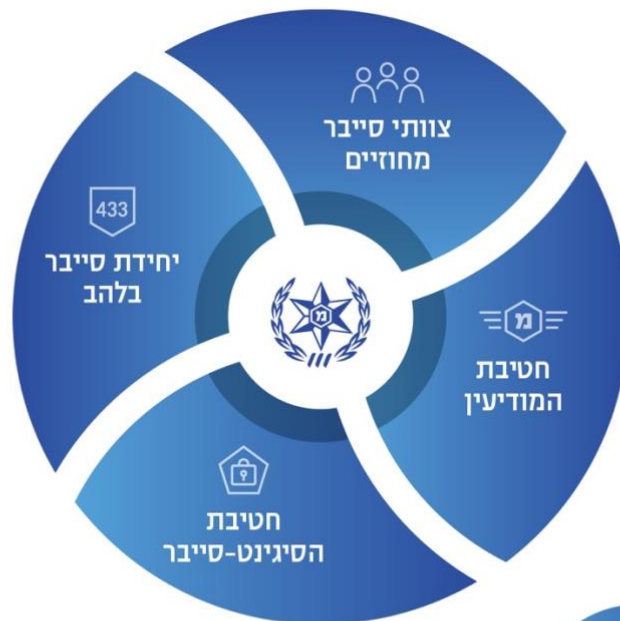 צוותי סייבר
מחוזיים
433
יחידת סייבר
בלהב
מ
חטיבת
המודיעין
מ
חטיבת
הסיגינט-סייבר